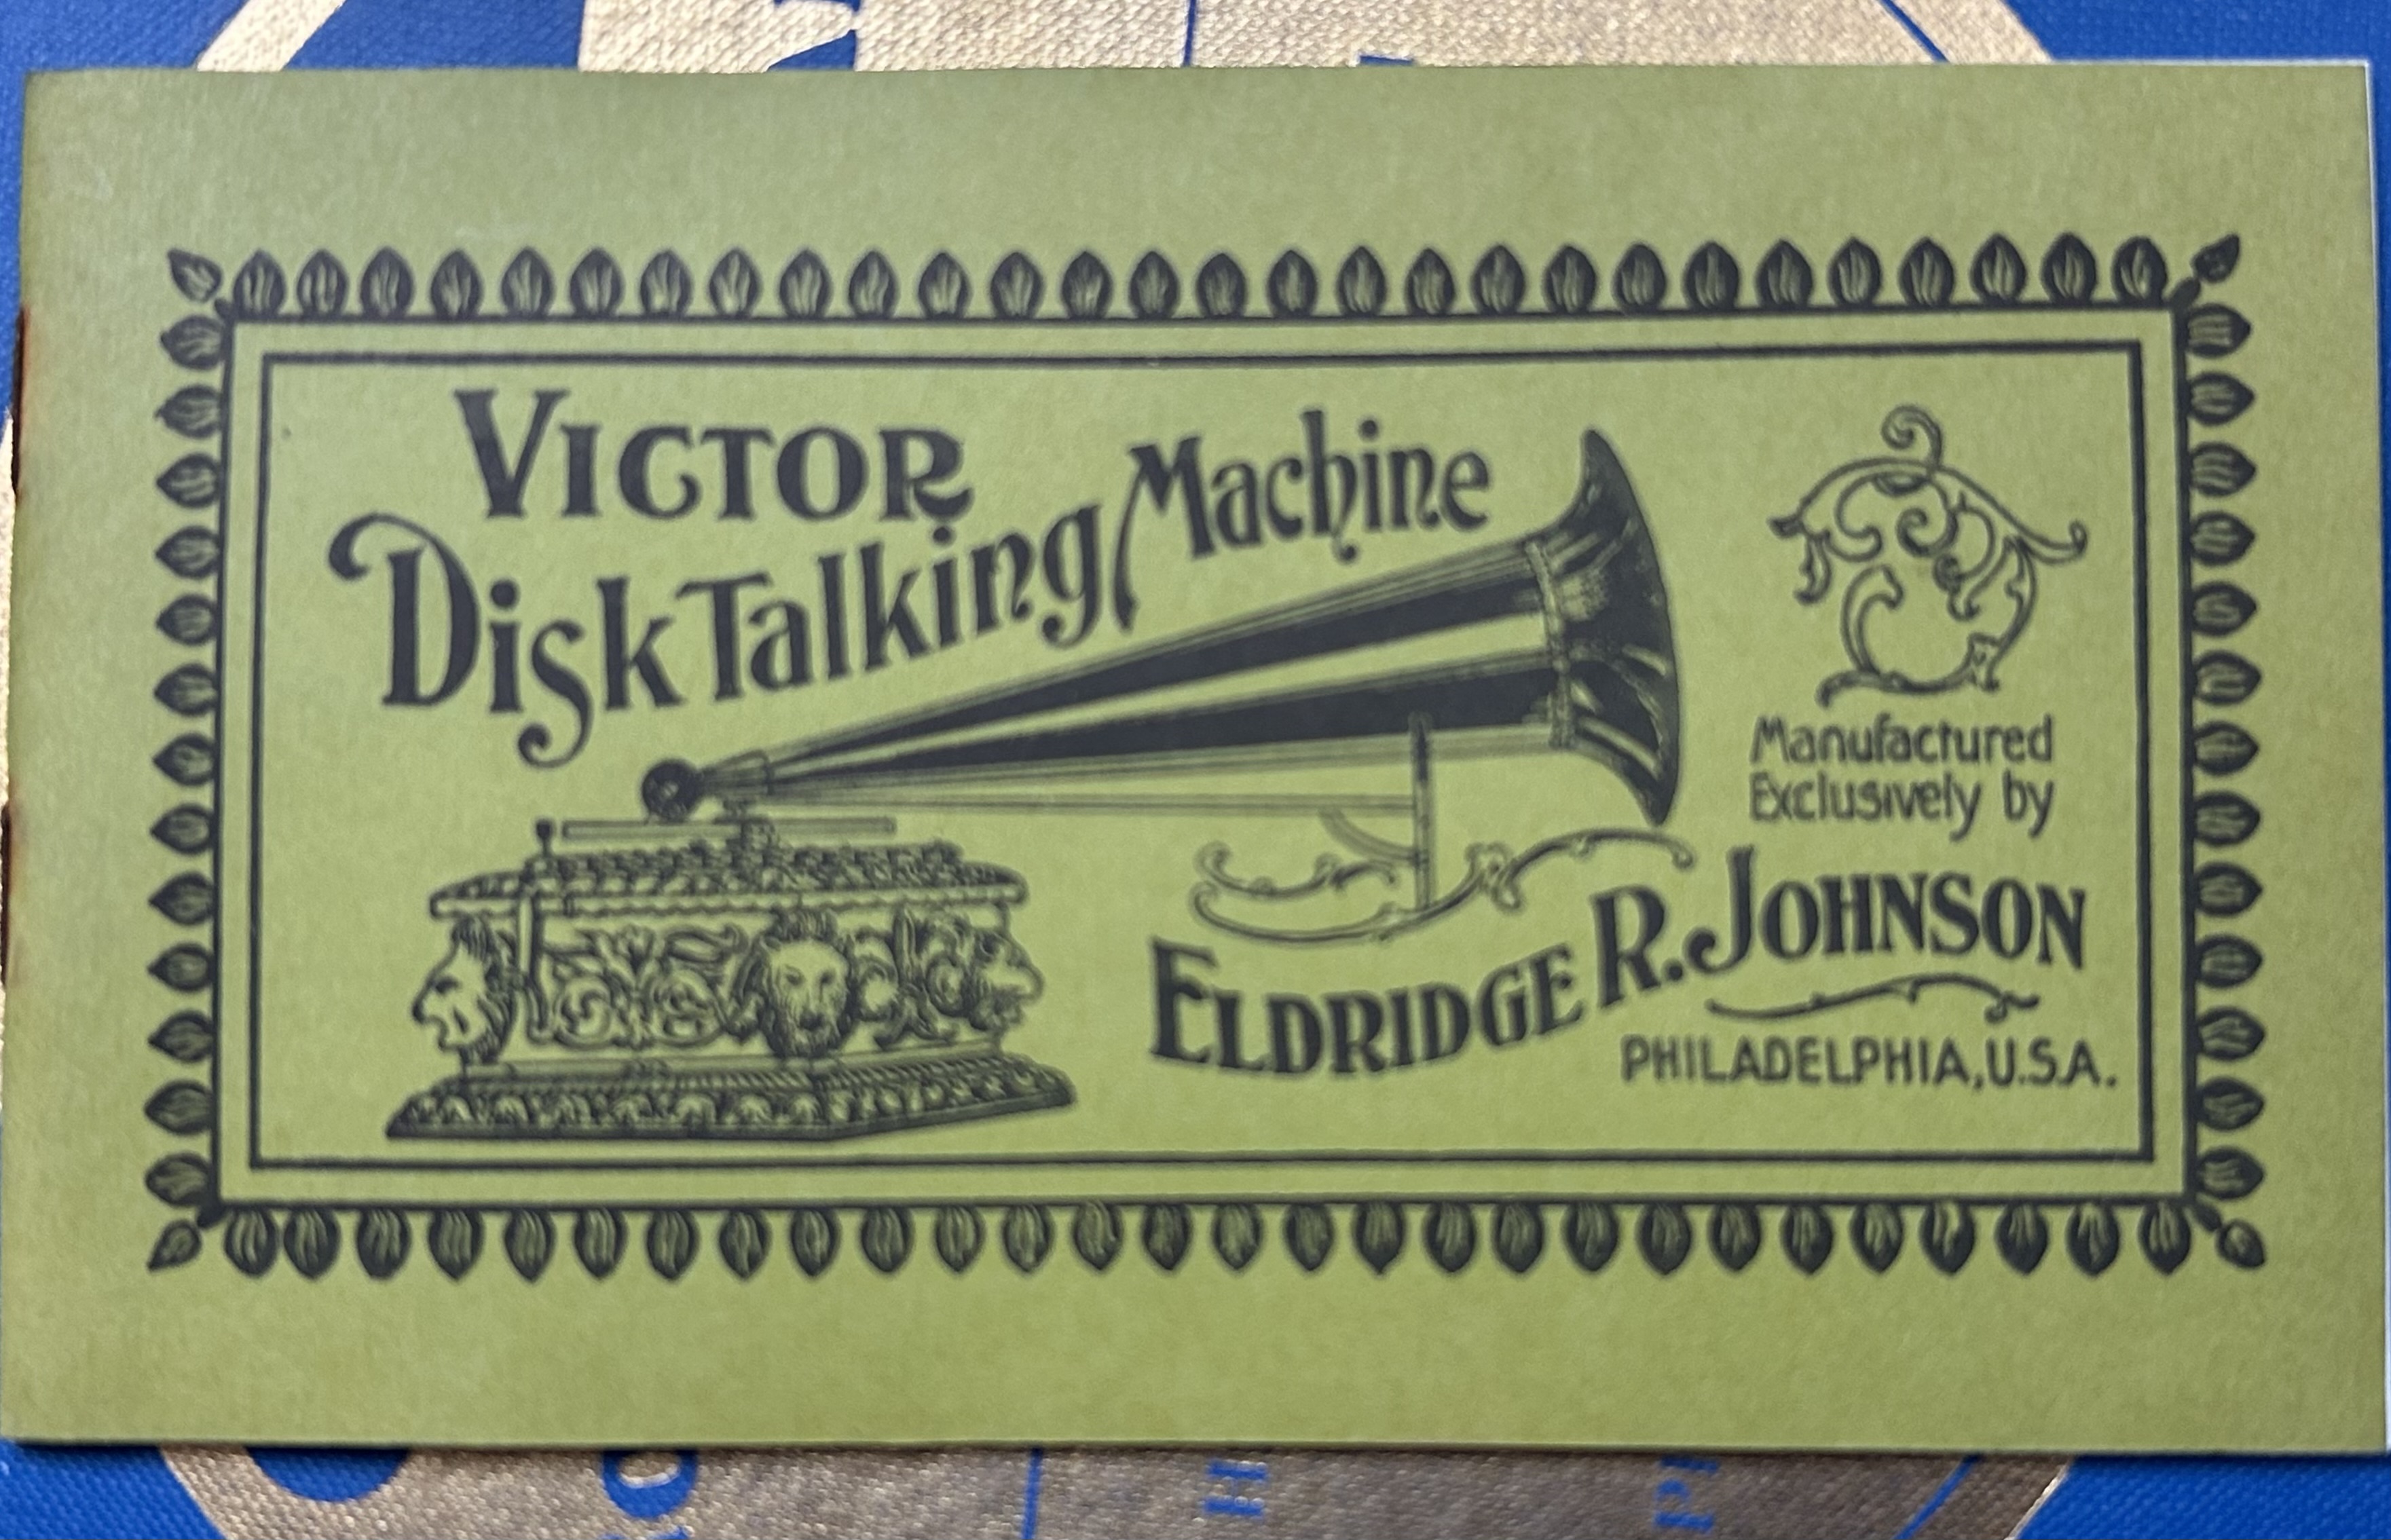 VICTOR
Disk Talking Machine
Manufactured
Exclusively by
ELDRIDGE R. JOHNSON
PHILADELPHIA, U.S.A.